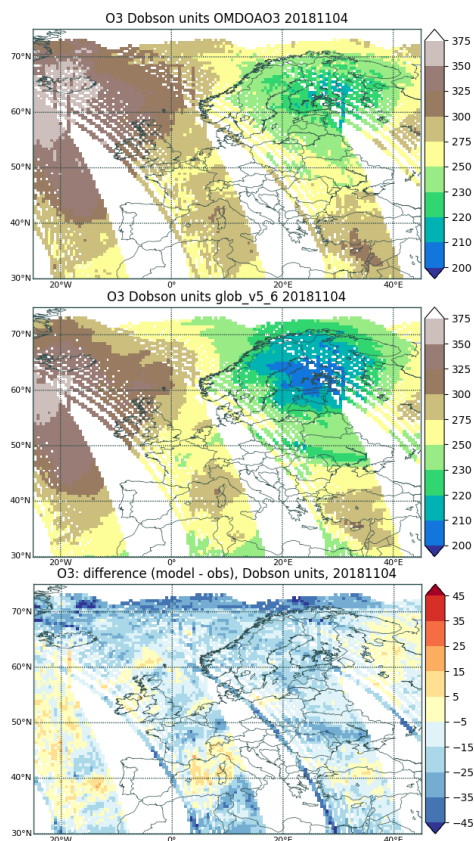 O3 Dobson units OMDOAO3 20181104
70°N
60°N
50°N
40°N
30°N
20°W
0°
20°E
40°E
375
350
325
300
275
250
230
220
210
200
O3 Dobson units glob_v5_6 20181104
70°N
60°N
50°N
40°N
30°N
20°W
0°
20°E
40°E
375
350
325
300
275
250
230
220
210
200
O3: difference (model - obs), Dobson units, 20181104
70°N
60°N
50°N
40°N
30°N
20°W
0°
20°E
40°E
45
35
25
15
5
−5
−15
−25
−35
−45